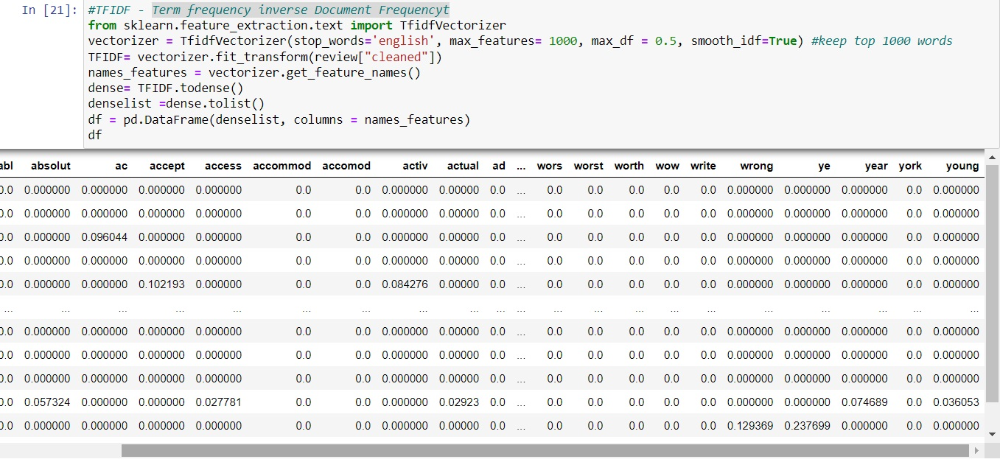 In [21]: #TFIDF - Term frequency inverse Document Frequencyt
from sklearn.feature_extraction.text import TfidfVectorizer
vectorizer = TfidfVectorizer(stop_words='english', max_features= 1000, max_df = 0.5, smooth_idf=True) #keep top 1000 words
TFIDF= vectorizer.fit_transform(review["cleaned"])
names_features = vectorizer.get_feature_names()
dense= TFIDF.todense()
denselist =dense.tolist()
df = pd.DataFrame(denselist, columns = names_features)
df
abl absolut ac accept access accommod accomod activ actual ad ... wors worst worth wow write wrong ye year york young
0.0 0.000000 0.000000 0.000000 0.000000 0.0 0.0 0.000000 0.00000 0.0 ... 0.0 0.0 0.0 0.0 0.0 0.000000 0.000000 0.000000 0.0 0.000000
0.0 0.000000 0.000000 0.000000 0.000000 0.0 0.0 0.000000 0.00000 0.0 ... 0.0 0.0 0.0 0.0 0.0 0.000000 0.000000 0.000000 0.0 0.000000
0.0 0.000000 0.096044 0.000000 0.000000 0.0 0.0 0.000000 0.00000 0.0 ... 0.0 0.0 0.0 0.0 0.0 0.000000 0.000000 0.000000 0.0 0.000000
0.0 0.000000 0.000000 0.000000 0.000000 0.0 0.0 0.000000 0.00000 0.0 ... 0.0 0.0 0.0 0.0 0.0 0.000000 0.000000 0.000000 0.0 0.000000
0.0 0.000000 0.000000 0.102193 0.000000 0.0 0.0 0.084276 0.00000 0.0 ... 0.0 0.0 0.0 0.0 0.0 0.000000 0.000000 0.000000 0.0 0.000000
... ... ... ... ... ... ... ... ... ... ... ... ... ... ... ... ... ... ... ... ...
0.0 0.000000 0.000000 0.000000 0.000000 0.0 0.0 0.000000 0.00000 0.0 ... 0.0 0.0 0.0 0.0 0.0 0.000000 0.000000 0.000000 0.0 0.000000
0.0 0.000000 0.000000 0.000000 0.000000 0.0 0.0 0.000000 0.00000 0.0 ... 0.0 0.0 0.0 0.0 0.0 0.000000 0.000000 0.000000 0.0 0.000000
0.0 0.000000 0.000000 0.000000 0.000000 0.0 0.0 0.000000 0.00000 0.0 ... 0.0 0.0 0.0 0.0 0.0 0.000000 0.000000 0.000000 0.0 0.000000
0.0 0.057324 0.000000 0.000000 0.027781 0.0 0.0 0.000000 0.02923 0.0 ... 0.0 0.0 0.0 0.0 0.0 0.000000 0.000000 0.074689 0.0 0.036053
0.0 0.000000 0.000000 0.000000 0.000000 0.0 0.0 0.000000 0.00000 0.0 ... 0.0 0.0 0.0 0.0 0.0 0.129369 0.237699 0.000000 0.0 0.000000